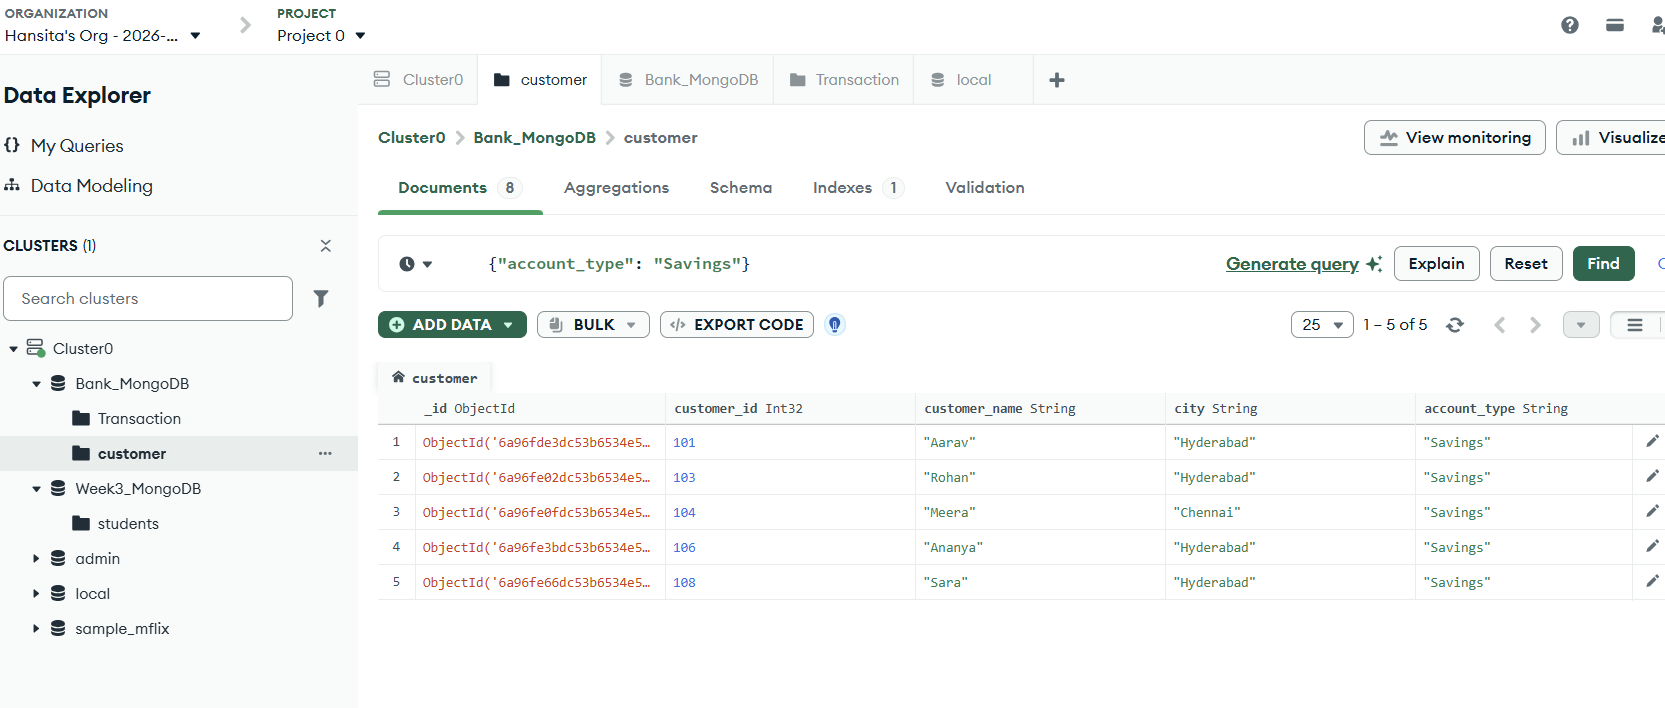 ORGANIZATION
Hansita's Org - 2026-...
PROJECT
Project 0
Data Explorer
My Queries
Data Modeling
CLUSTERS (1)
Search clusters
Cluster0
Bank_MongoDB
Transaction
customer
Week3_MongoDB
students
admin
local
sample_mflix
Cluster0 customer Bank_MongoDB Transaction local
Cluster0 > Bank_MongoDB > customer
View monitoring Visualize
Documents 8 Aggregations Schema Indexes 1 Validation
{"account_type": "Savings"}
Generate query Explain Reset Find
ADD DATA BULK EXPORT CODE
25 1 – 5 of 5
customer
_id ObjectId customer_id Int32 customer_name String city String account_type String
1 ObjectId('6a96fde3dc53b6534e5… 101 "Aarav" "Hyderabad" "Savings"
2 ObjectId('6a96fe02dc53b6534e5… 103 "Rohan" "Hyderabad" "Savings"
3 ObjectId('6a96fe0fdc53b6534e5… 104 "Meera" "Chennai" "Savings"
4 ObjectId('6a96fe3bdc53b6534e5… 106 "Ananya" "Hyderabad" "Savings"
5 ObjectId('6a96fe66dc53b6534e5… 108 "Sara" "Hyderabad" "Savings"